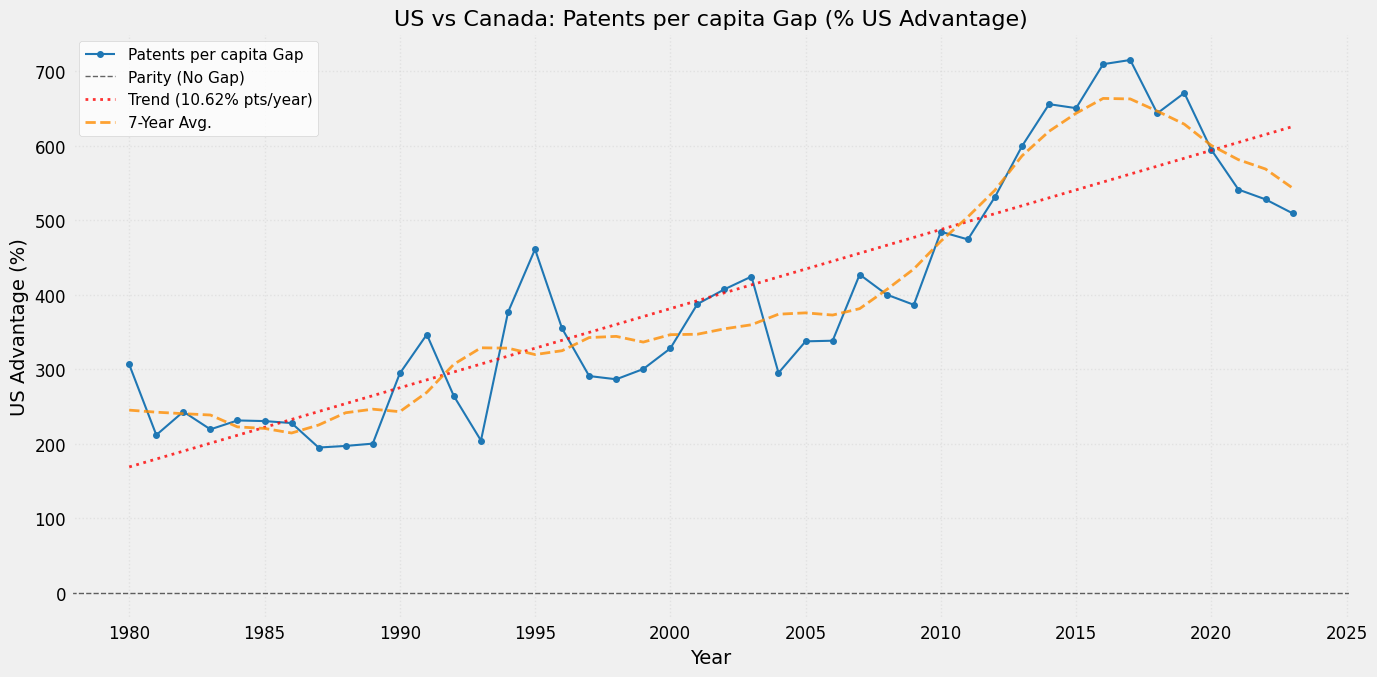 US vs Canada: Patents per capita Gap (% US Advantage)
Patents per capita Gap
Parity (No Gap)
Trend (10.62% pts/year)
7-Year Avg.
US Advantage (%)
700
600
500
400
300
200
100
0
1980 1985 1990 1995 2000 2005 2010 2015 2020 2025
Year